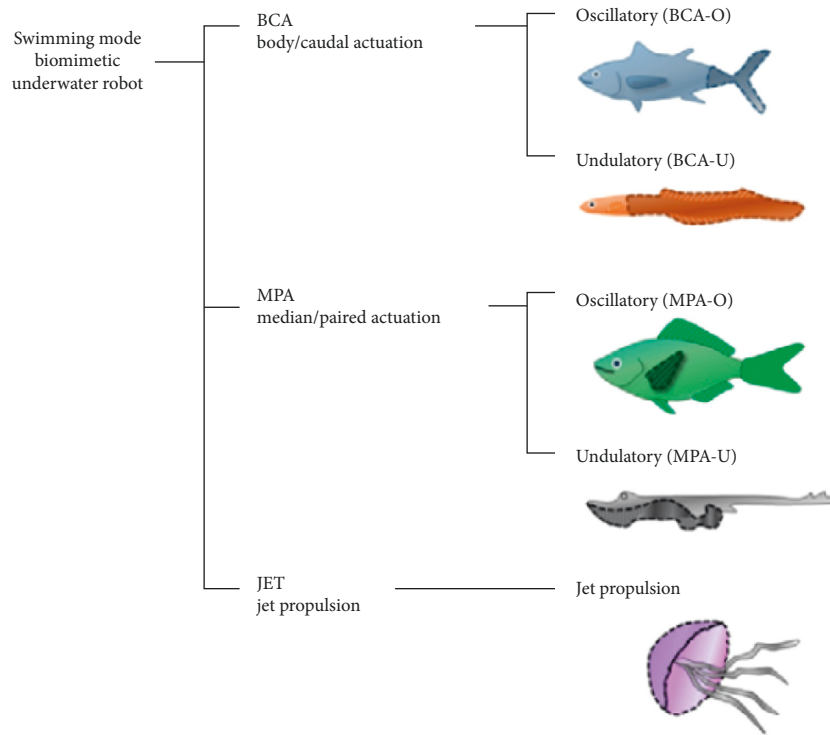 Swimming mode
biomimetic
underwater robot
BCA
body/caudal actuation
Oscillatory (BCA-O)
Undulatory (BCA-U)
MPA
median/paired actuation
Oscillatory (MPA-O)
Undulatory (MPA-U)
JET
jet propulsion
Jet propulsion